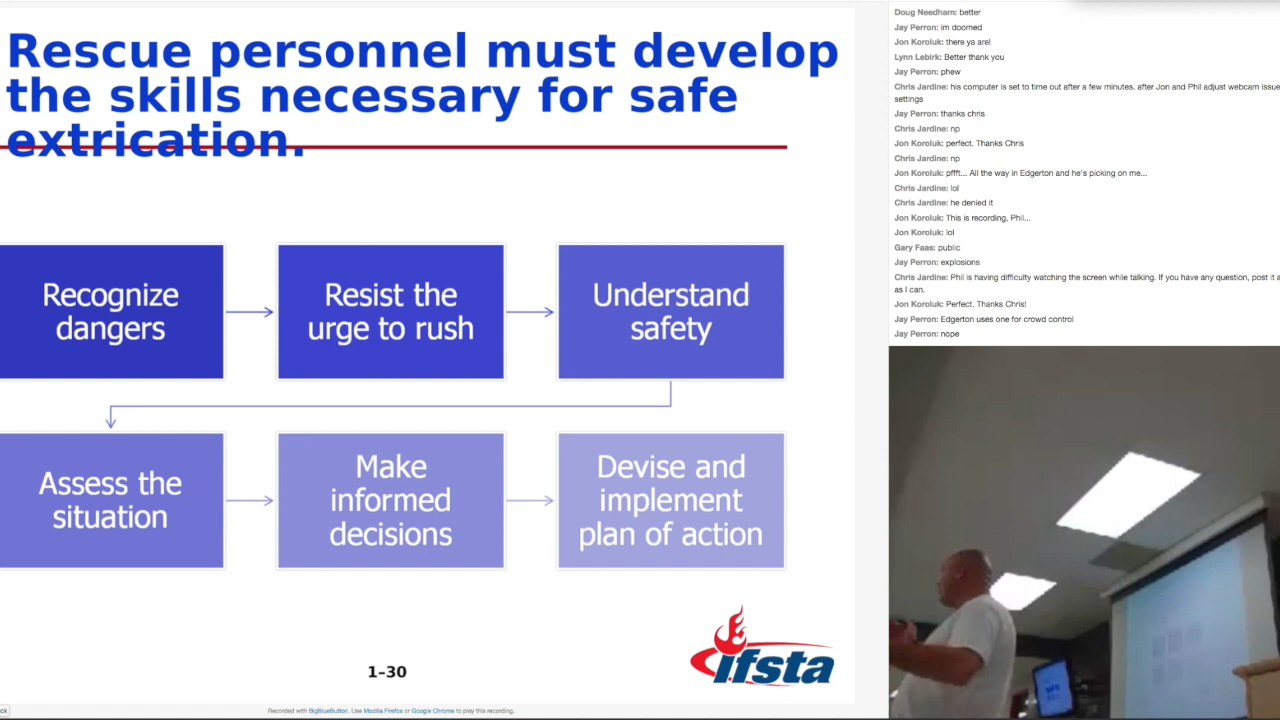 Rescue personnel must develop
the skills necessary for safe
extrication.
Recognize
dangers
Resist the
urge to rush
Understand
safety
Assess the
situation
Make
informed
decisions
Devise and
implement
plan of action
1-30
ifsta
Recorded with BigBlueButton. Use Mozilla Firefox or Google Chrome to play this recording.
Doug Needham: better
Jay Perron: im doomed
Jon Koroluk: there ya are!
Lynn Lebirk: Better thank you
Jay Perron: phew
Chris Jardine: his computer is set to time out after a few minutes. after Jon and Phil adjust webcam issue
settings
Jay Perron: thanks chris
Chris Jardine: np
Jon Koroluk: perfect. Thanks Chris
Chris Jardine: np
Jon Koroluk: pffft... All the way in Edgerton and he's picking on me...
Chris Jardine: lol
Chris Jardine: he denied it
Jon Koroluk: This is recording, Phil...
Jon Koroluk: lol
Gary Faas: public
Jay Perron: explosions
Chris Jardine: Phil is having difficulty watching the screen while talking. If you have any question, post it a
as I can.
Jon Koroluk: Perfect. Thanks Chris!
Jay Perron: Edgerton uses one for crowd control
Jay Perron: nope